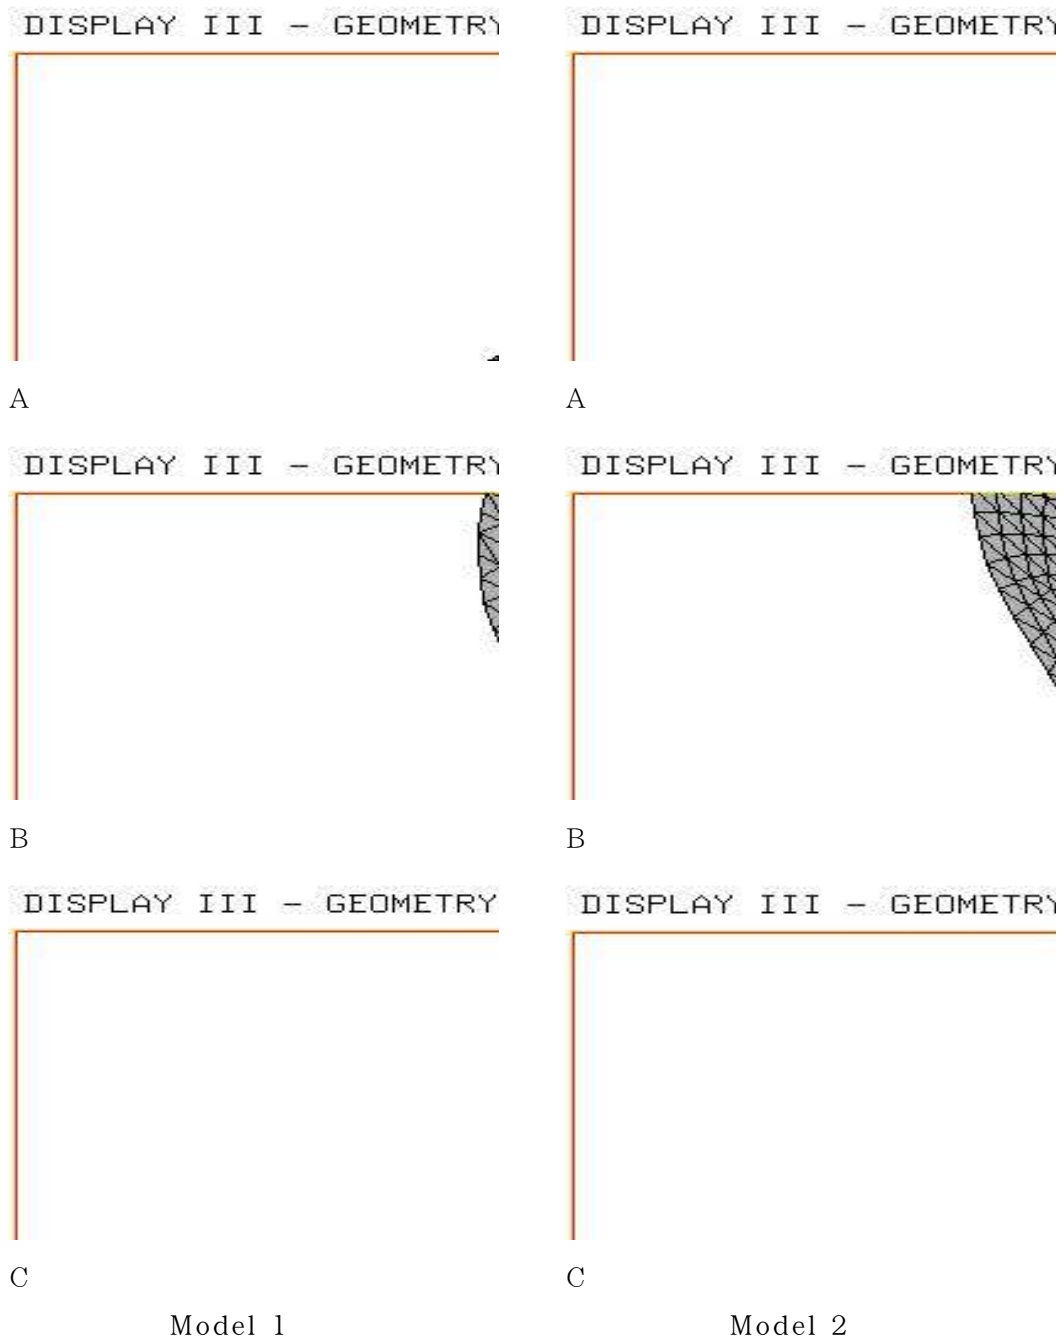 DISPLAY III - GEOMETRY DISPLAY III - GEOMETRY
A A
DISPLAY III - GEOMETRY DISPLAY III - GEOMETRY
B B
DISPLAY III - GEOMETRY DISPLAY III - GEOMETRY
C C
Model 1 Model 2